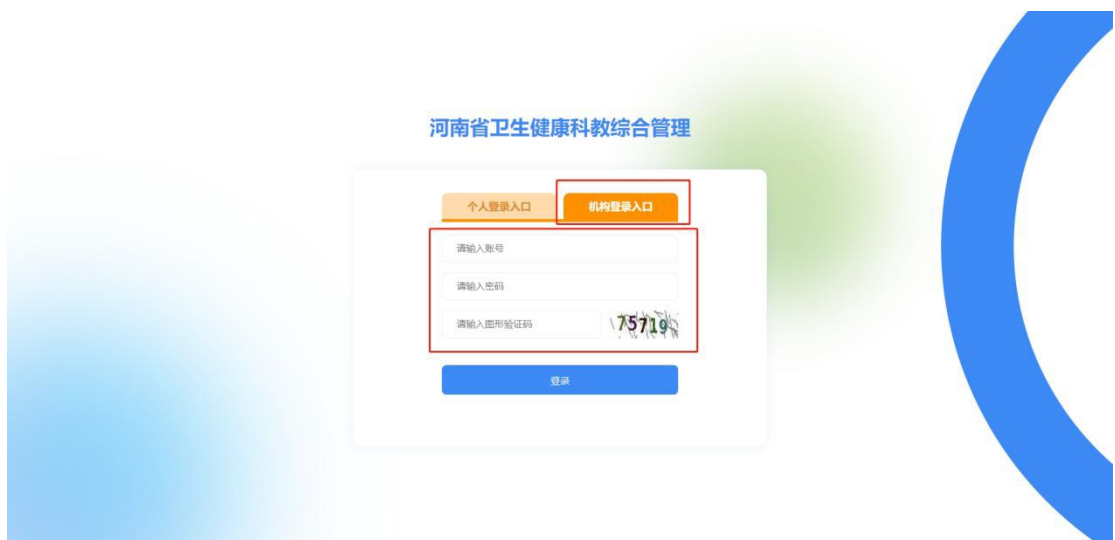 河南省卫生健康科教综合管理
个人登录入口 机构登录入口
请输入账号
请输入密码
请输入图形验证码 75719
登录